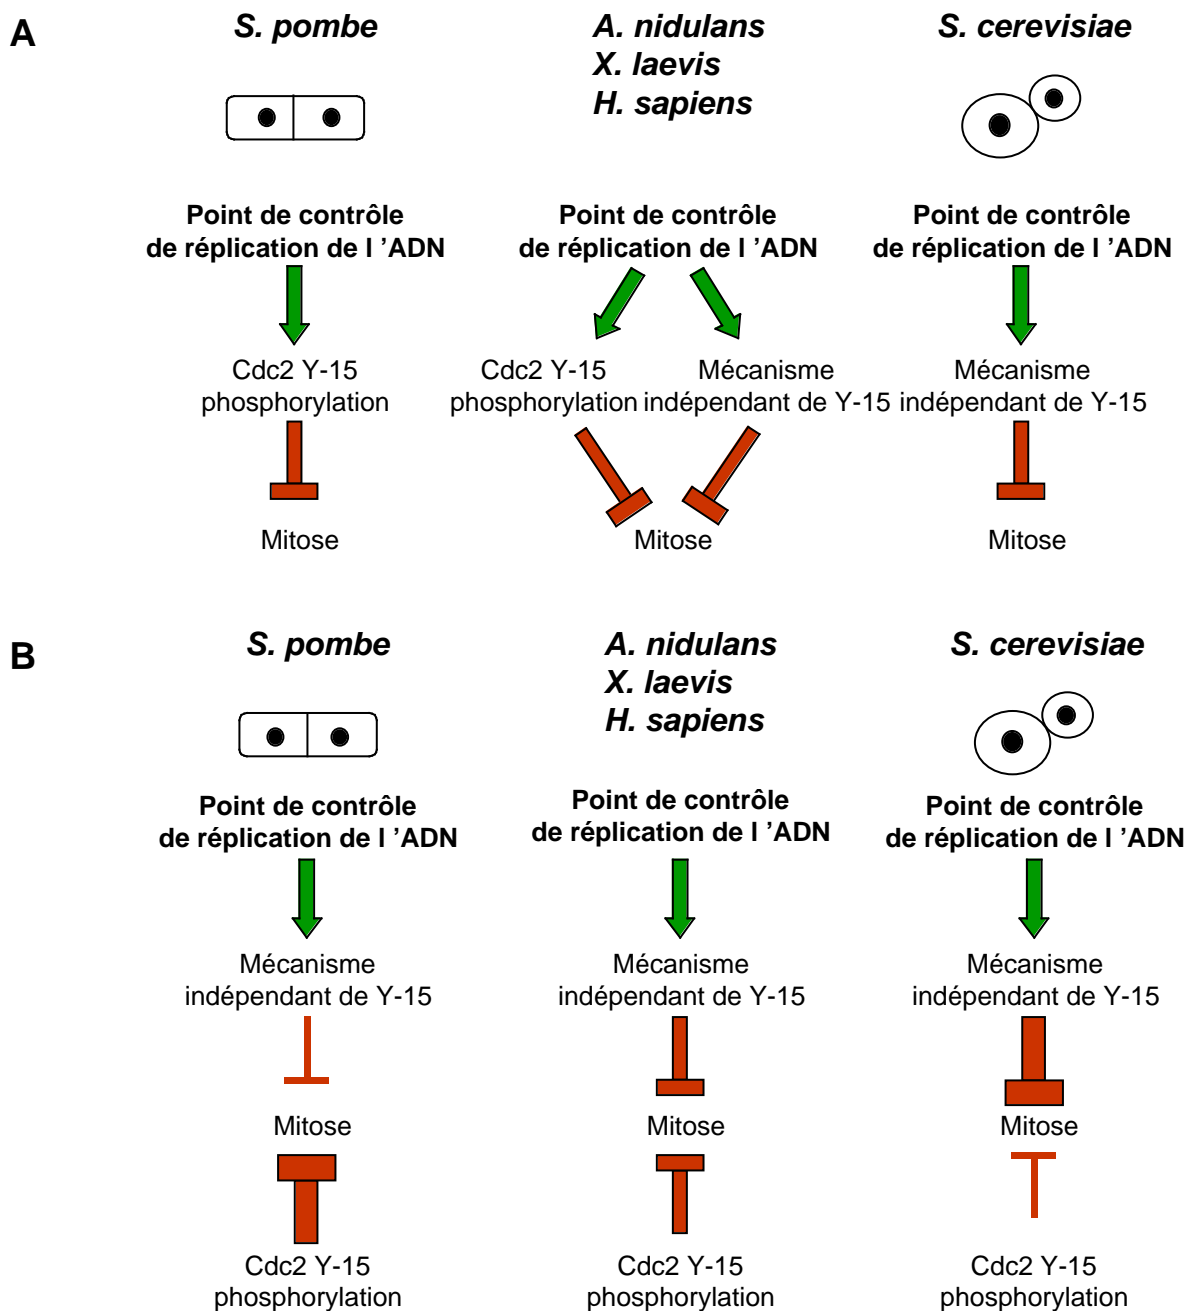 A
S. pombe
A. nidulans
X. laevis
H. sapiens
S. cerevisiae
Point de contrôle
de réplication de l ’ADN
Point de contrôle
de réplication de l ’ADN
Point de contrôle
de réplication de l ’ADN
Cdc2 Y-15
phosphorylation
Cdc2 Y-15
phosphorylation
Mécanisme
indépendant de Y-15
Mécanisme
indépendant de Y-15
Mitose
Mitose
Mitose
B
S. pombe
A. nidulans
X. laevis
H. sapiens
S. cerevisiae
Point de contrôle
de réplication de l ’ADN
Point de contrôle
de réplication de l ’ADN
Point de contrôle
de réplication de l ’ADN
Mécanisme
indépendant de Y-15
Mécanisme
indépendant de Y-15
Mécanisme
indépendant de Y-15
Mitose
Mitose
Mitose
Cdc2 Y-15
phosphorylation
Cdc2 Y-15
phosphorylation
Cdc2 Y-15
phosphorylation